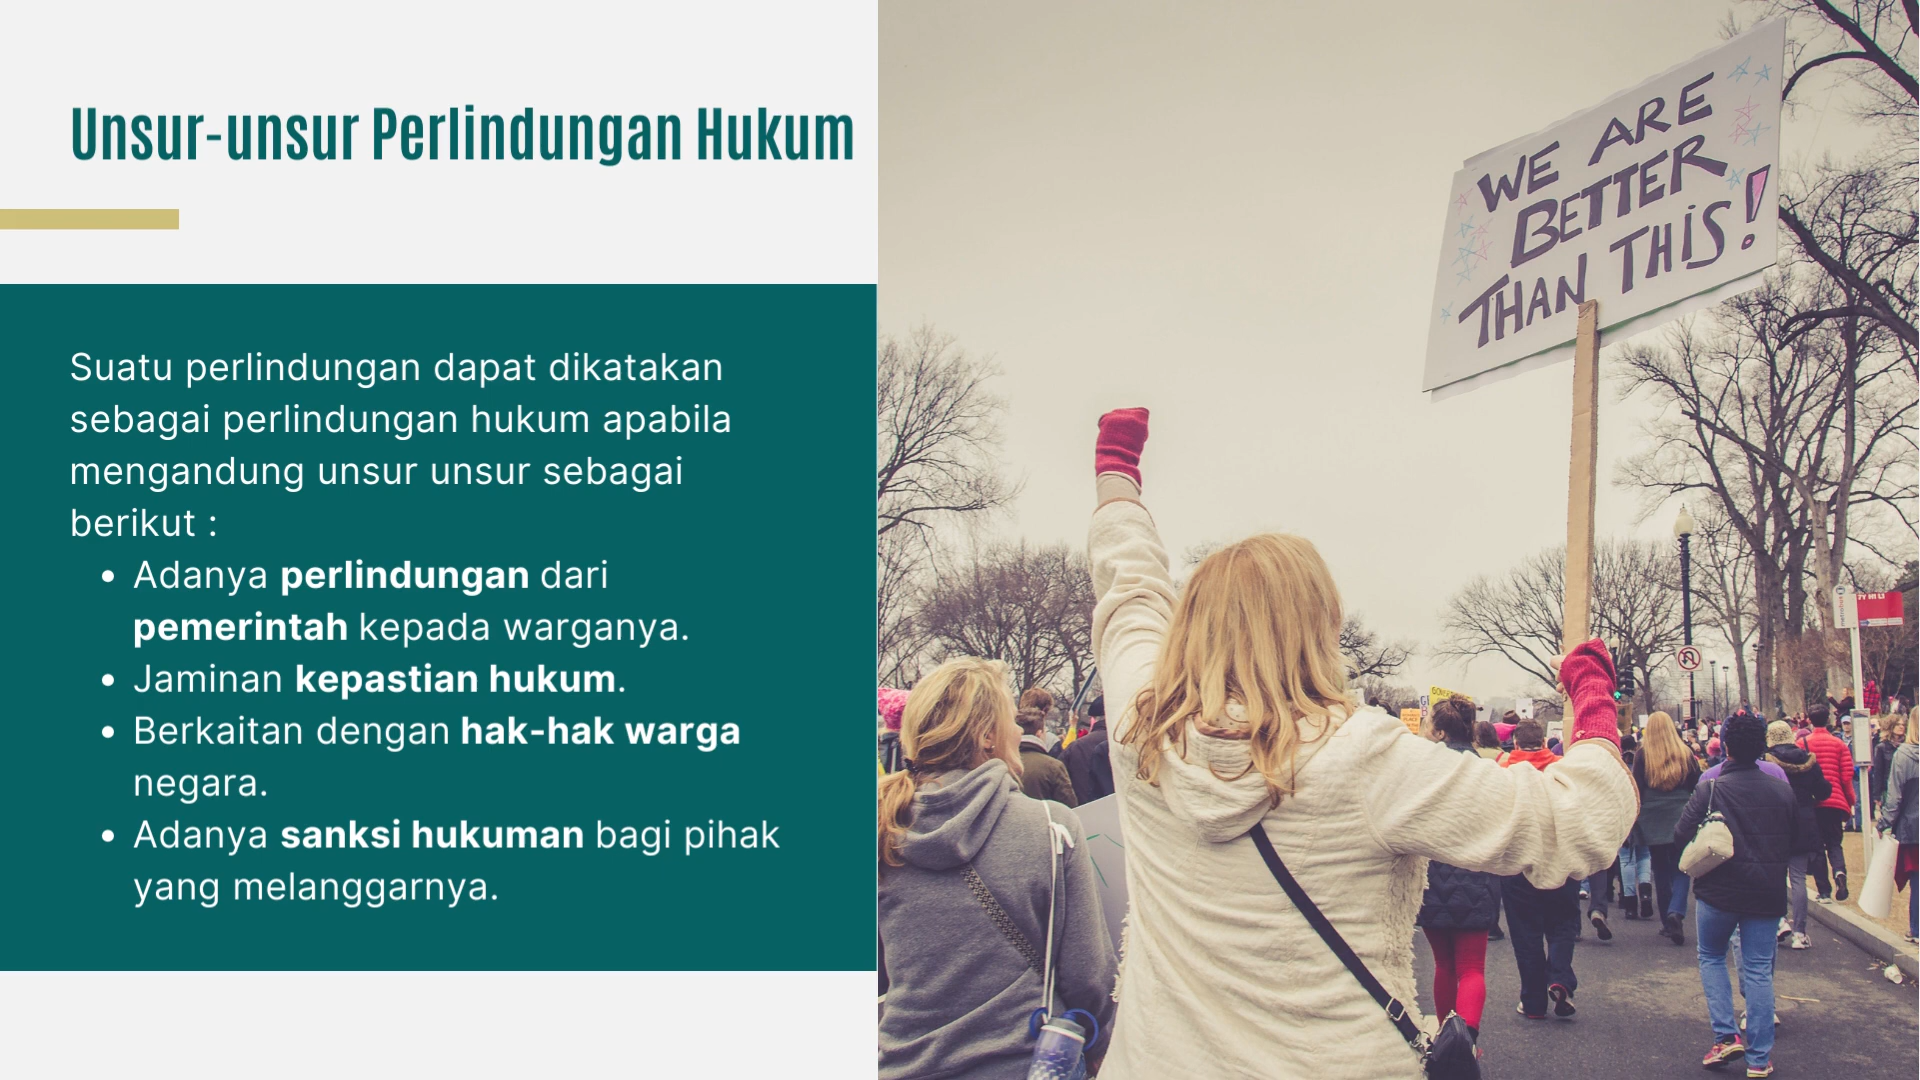 Unsur-unsur Perlindungan Hukum
Suatu perlindungan dapat dikatakan
sebagai perlindungan hukum apabila
mengandung unsur unsur sebagai
berikut :
• Adanya perlindungan dari
pemerintah kepada warganya.
• Jaminan kepastian hukum.
• Berkaitan dengan hak-hak warga
negara.
• Adanya sanksi hukuman bagi pihak
yang melanggarnya.
WE ARE
BETTER
THAN THIS!